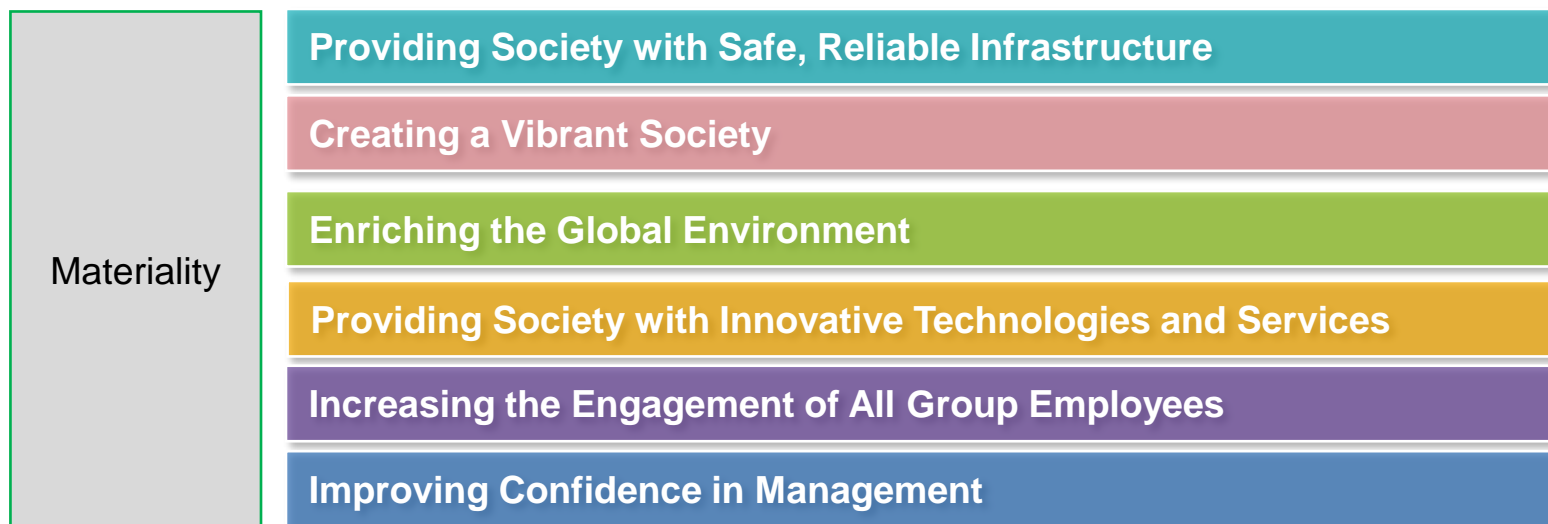 Materiality
Providing Society with Safe, Reliable Infrastructure
Creating a Vibrant Society
Enriching the Global Environment
Providing Society with Innovative Technologies and Services
Increasing the Engagement of All Group Employees
Improving Confidence in Management